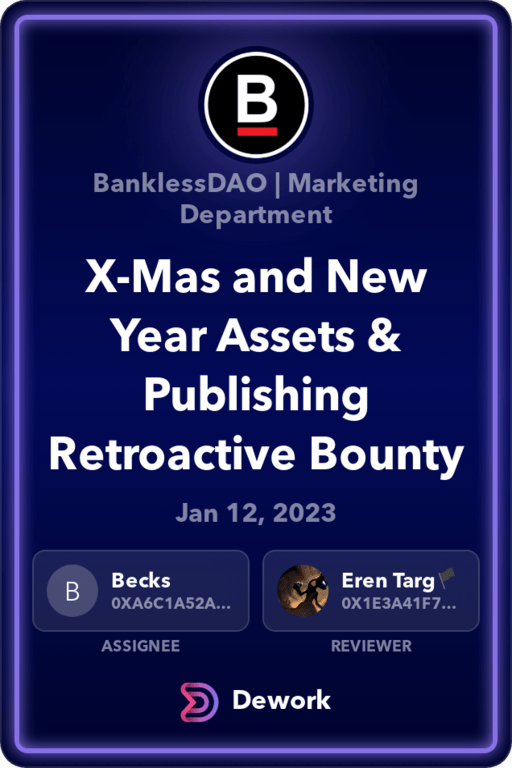 B
BanklessDAO | Marketing
Department
X-Mas and New
Year Assets &
Publishing
Retroactive Bounty
Jan 12, 2023
B
Becks
0XA6C1A52A...
Eren Targ
0X1E3A41F7...
ASSIGNEE
REVIEWER
Dework